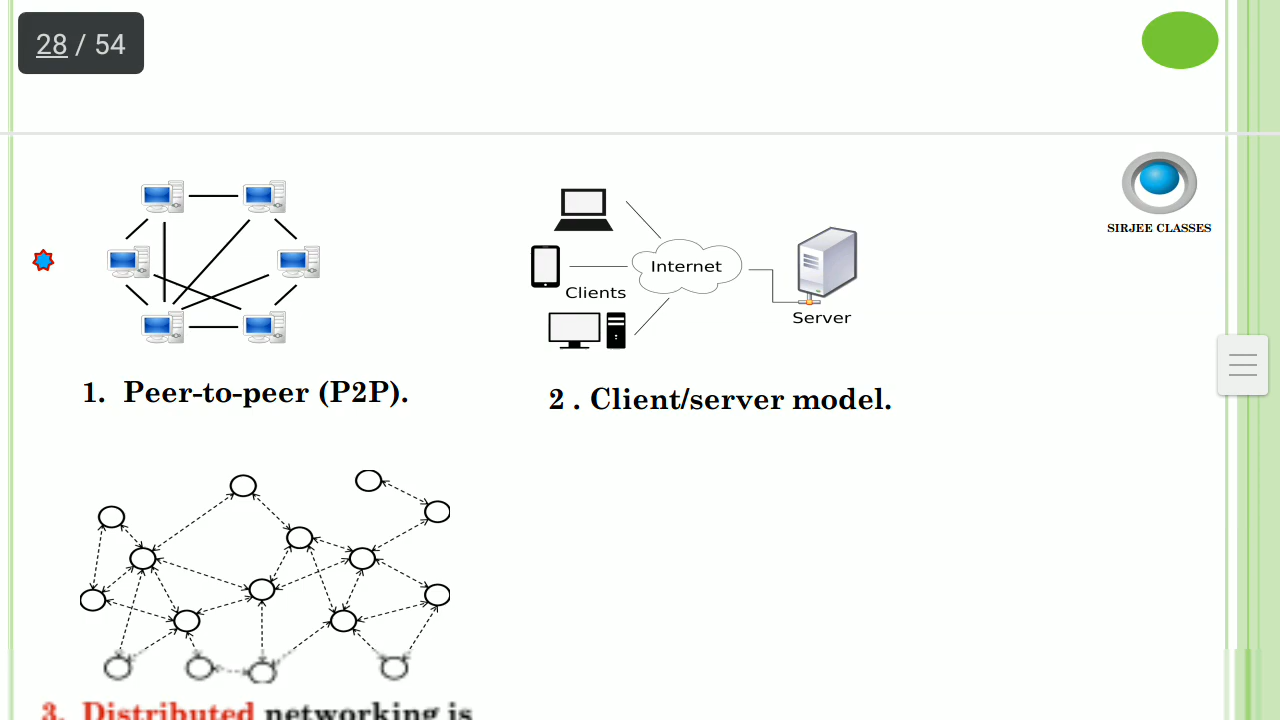 28 / 54
SIRJEE CLASSES
Internet
Clients
Server
1. Peer-to-peer (P2P).
2 . Client/server model.
3. Distributed networking is